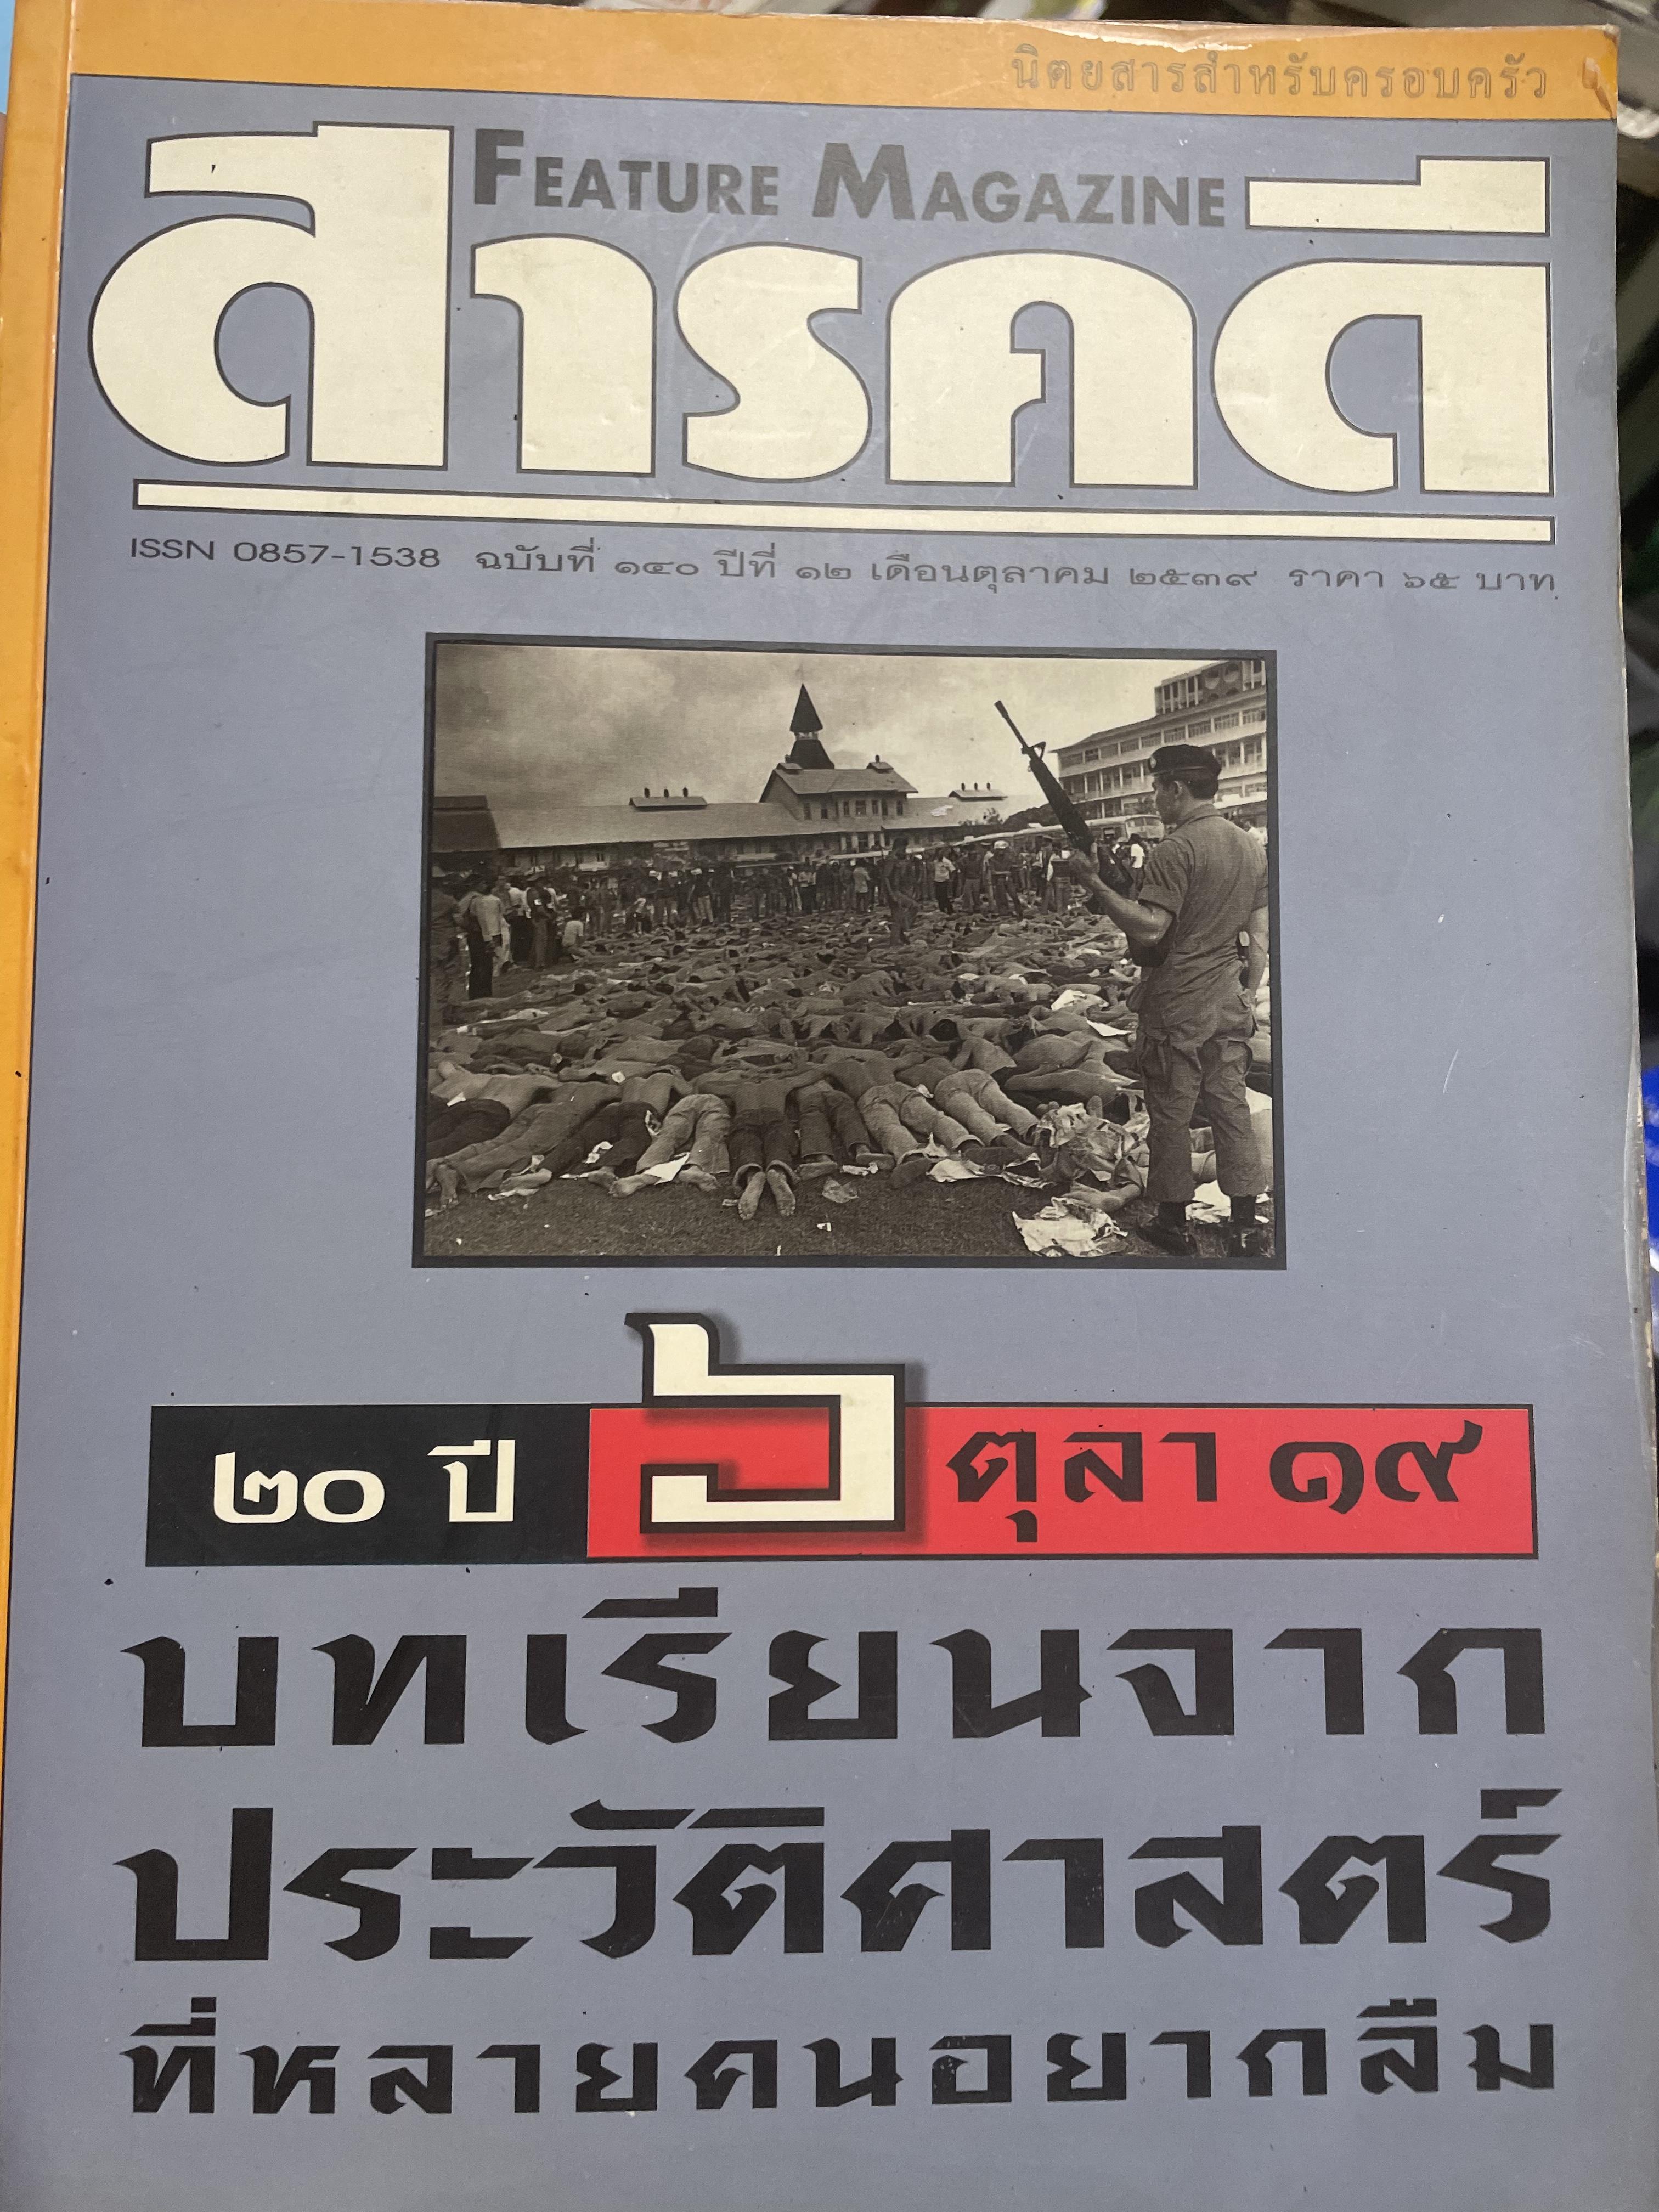 นิตยสารสำหรับครอบครัว
FEATURE MAGAZINE
สารคดี
ISSN 0857-1538 ฉบับที่ ๑๔๐ ปีที่ ๑๒ เดือนตุลาคม ๒๕๓๙ ราคา ๖๕ บาท
๒๐ ปี ๖ ตุลา ๑๙
บทเรียนจาก
ประวัติศาสตร์
ที่หลายคนอยากลืม